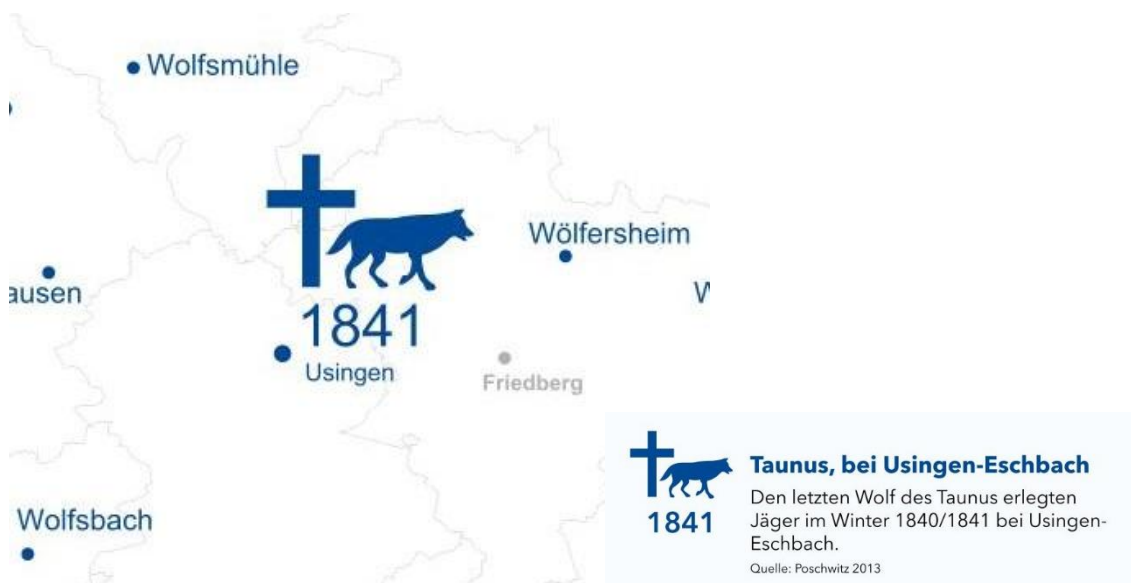 Wolfsmühle
Wölfersheim
ausen
1841
Usingen
Friedberg
Wolfsbach
1841
Taunus, bei Usingen-Eschbach
Den letzten Wolf des Taunus erlegten
Jäger im Winter 1840/1841 bei Usingen-
Eschbach.
Quelle: Poschwitz 2013